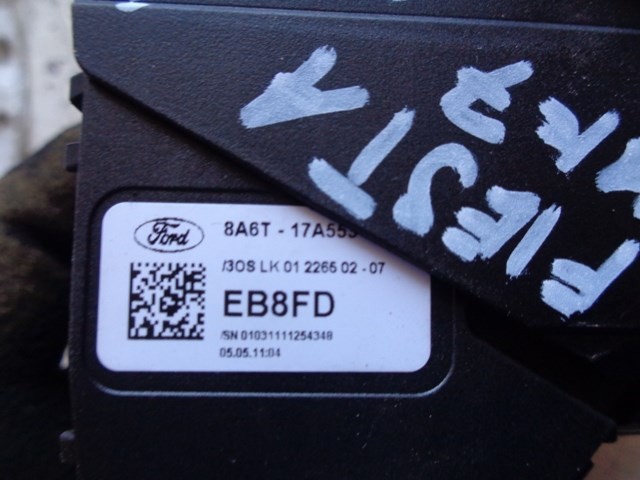 FIESTA
Ford
8A6T - 17A553
/3OS LK 01 2265 02 - 07
EB8FD
/SN 01031111254348
05.05.11:04